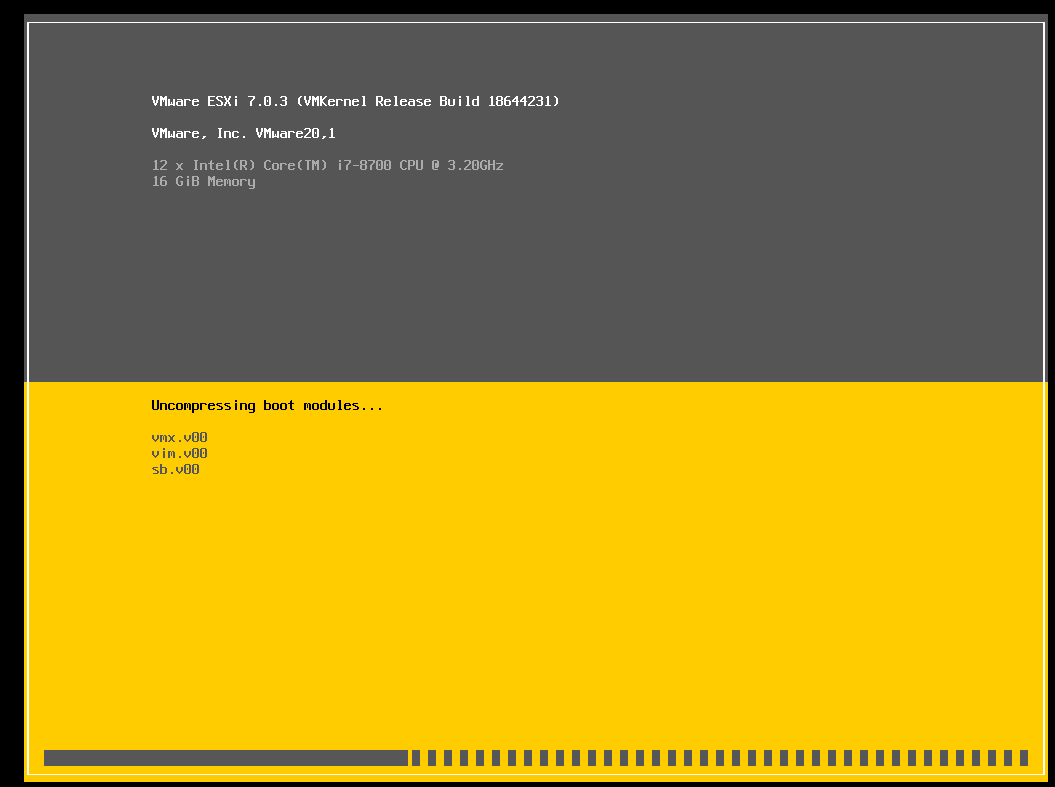 VMware ESXi 7.0.3 (VMKernel Release Build 18644231)
VMware, Inc. VMware20,1
12 x Intel(R) Core(TM) i7-8700 CPU @ 3.20GHz
16 GiB Memory
Uncompressing boot modules...
vmx.v00
vim.v00
sb.v00